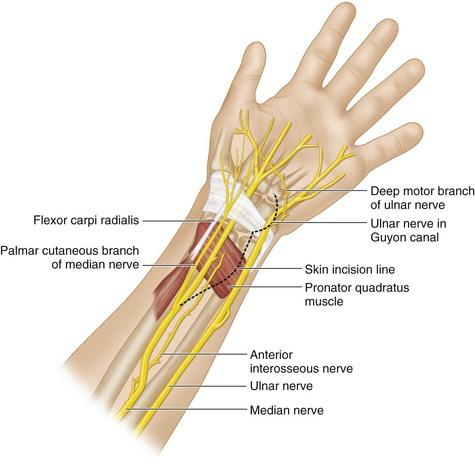 Deep motor branch
of ulnar nerve
Flexor carpi radialis
Ulnar nerve in
Guyon canal
Palmar cutaneous branch
of median nerve
Skin incision line
Pronator quadratus
muscle
Anterior
interosseous nerve
Ulnar nerve
Median nerve